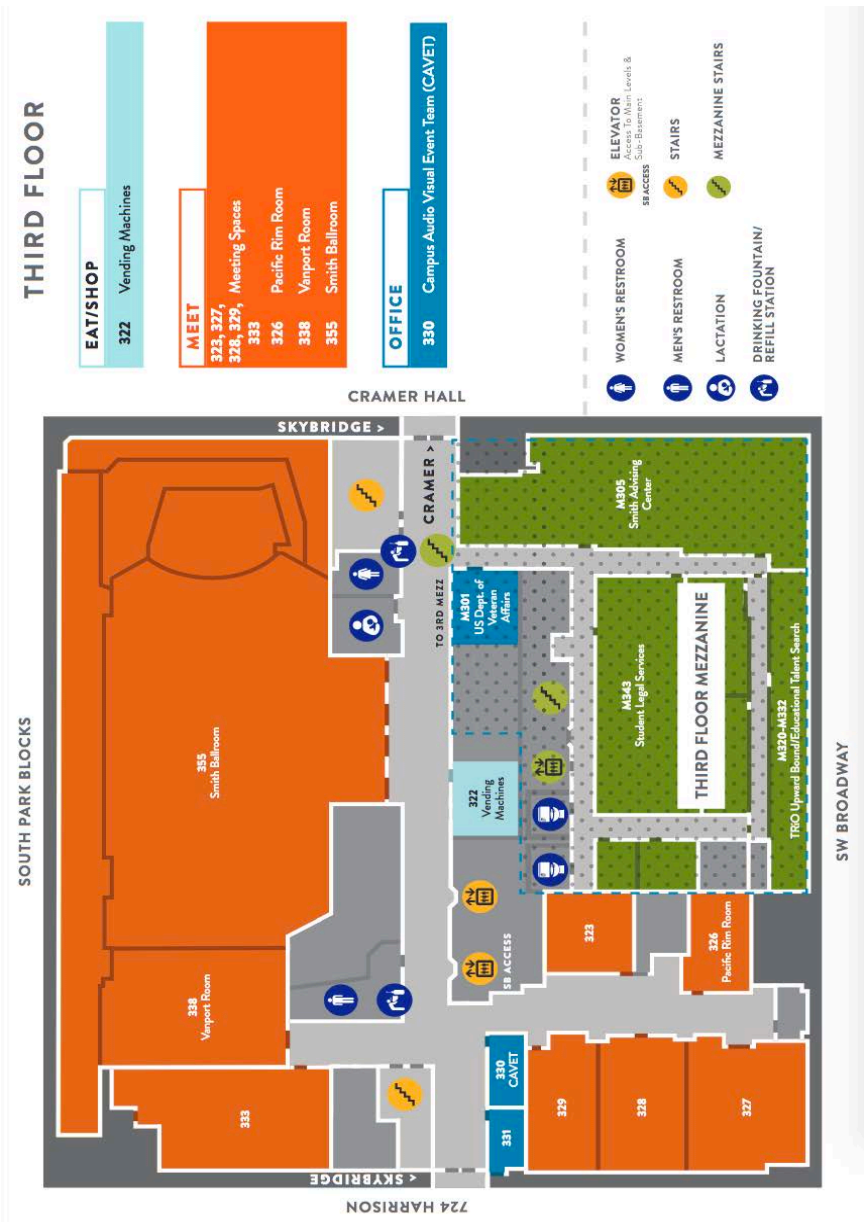 THIRD FLOOR
EAT/SHOP
322 Vending Machines
MEET
323, 327,
328, 329, Meeting Spaces
333
326 Pacific Rim Room
338 Vanport Room
355 Smith Ballroom
OFFICE
330 Campus Audio Visual Event Team (CAVET)
WOMEN'S RESTROOM
MEN'S RESTROOM
LACTATION
DRINKING FOUNTAIN/
REFILL STATION
ELEVATOR
Access To Main Levels &
Sub-Basement
SB ACCESS
STAIRS
MEZZANINE STAIRS
SOUTH PARK BLOCKS
CRAMER HALL
SKYBRIDGE >
CRAMER >
TO 3RD MEZZ
355
Smith Ballroom
338
Vanport Room
333
M301
US Dept. of
Veteran
Affairs
322
Vending
Machines
SB ACCESS
M305
Smith Advising
Center
M343
Student Legal Services
THIRD FLOOR MEZZANINE
M320-M332
TRiO Upward Bound/Educational Talent Search
323
326
Pacific Rim Room
330
CAVET
331
329
328
327
SKYBRIDGE >
724 HARRISON
SW BROADWAY